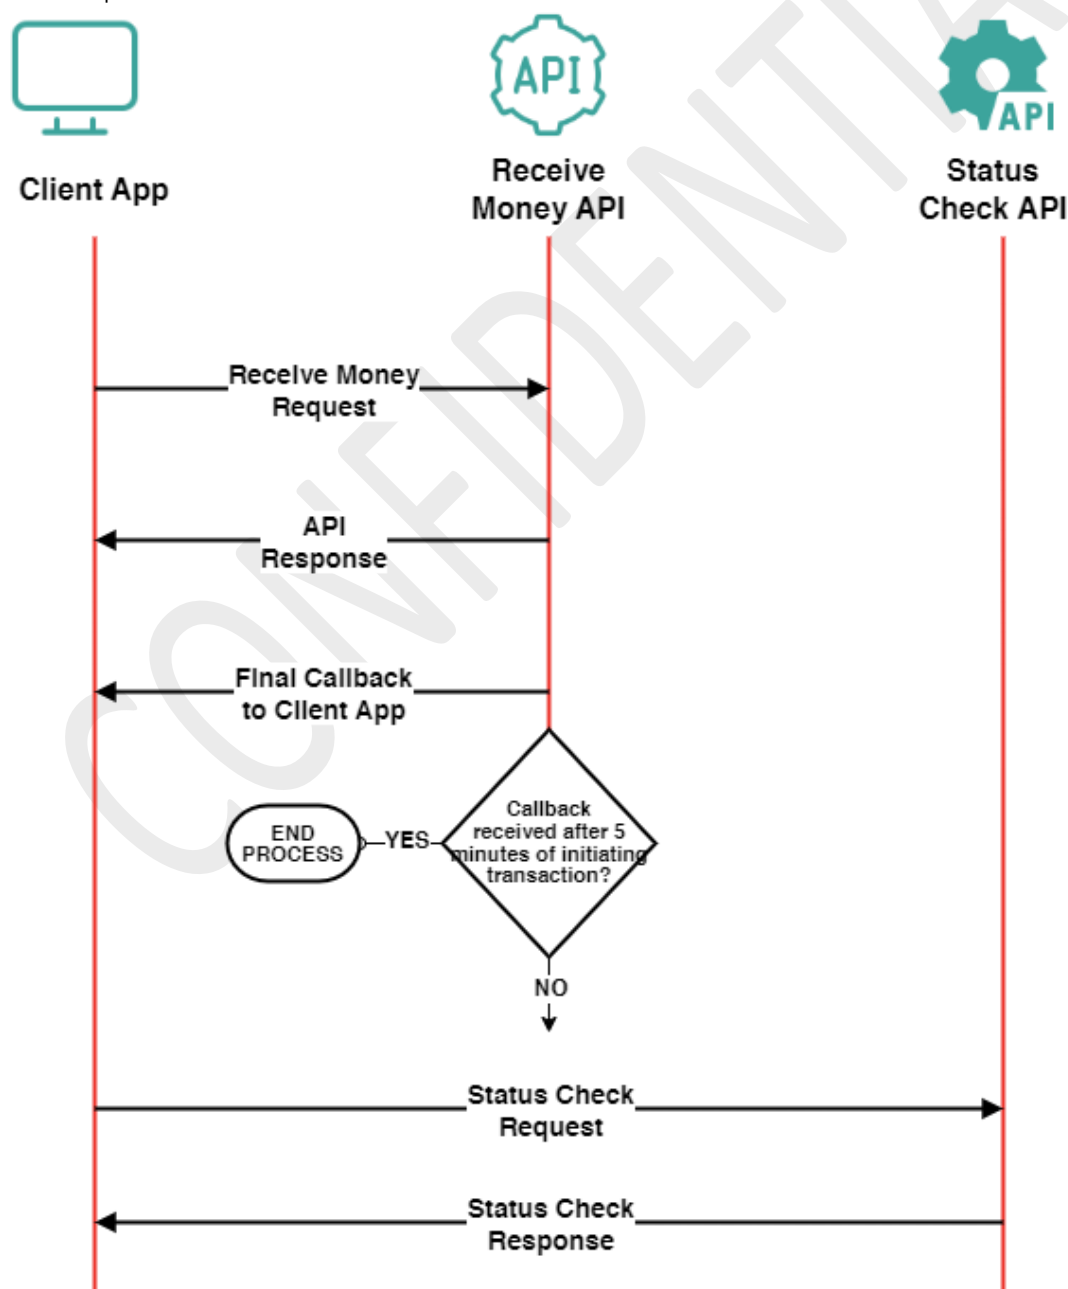 API
API
Client App
Receive
Money API
Status
Check API
Receive Money
Request
API
Response
Final Callback
to Client App
Callback
received after 5
minutes of initiating
transaction?
YES
END
PROCESS
NO
Status Check
Request
Status Check
Response
CONFIDENTIA